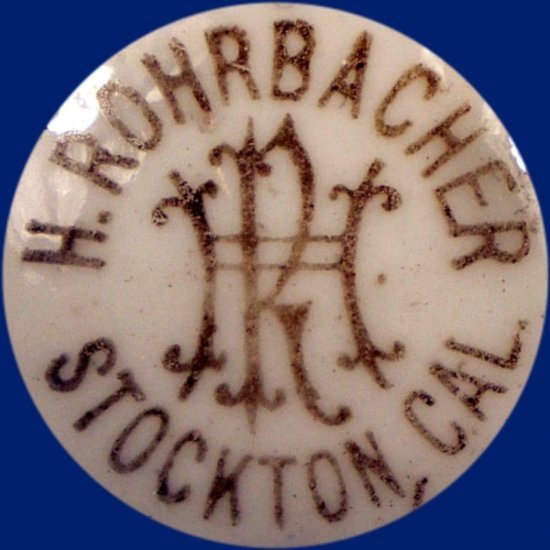 H. ROHRBACHER
HR
STOCKTON, CAL.